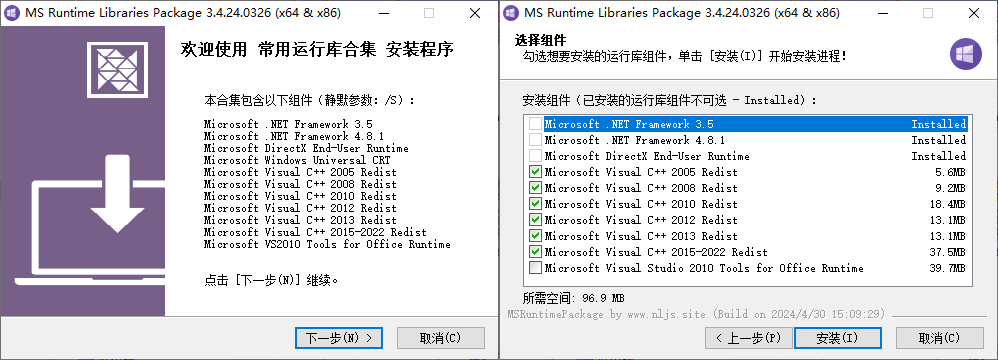 MS Runtime Libraries Package 3.4.24.0326 (x64 & x86)
欢迎使用 常用运行库合集 安装程序
本合集包含以下组件（静默参数：/S）：
Microsoft .NET Framework 3.5
Microsoft .NET Framework 4.8.1
Microsoft DirectX End-User Runtime
Microsoft Windows Universal CRT
Microsoft Visual C++ 2005 Redist
Microsoft Visual C++ 2008 Redist
Microsoft Visual C++ 2010 Redist
Microsoft Visual C++ 2012 Redist
Microsoft Visual C++ 2013 Redist
Microsoft Visual C++ 2015-2022 Redist
Microsoft VS2010 Tools for Office Runtime
点击 [下一步(N)] 继续。
下一步(N) > 取消(C)
MS Runtime Libraries Package 3.4.24.0326 (x64 & x86)
选择组件
勾选想要安装的运行库组件，单击 [安装(I)] 开始安装进程！
安装组件（已安装的运行库组件不可选 - Installed）:
Microsoft .NET Framework 3.5 Installed
Microsoft .NET Framework 4.8.1 Installed
Microsoft DirectX End-User Runtime Installed
Microsoft Visual C++ 2005 Redist 5.6MB
Microsoft Visual C++ 2008 Redist 9.2MB
Microsoft Visual C++ 2010 Redist 18.4MB
Microsoft Visual C++ 2012 Redist 13.1MB
Microsoft Visual C++ 2013 Redist 13.1MB
Microsoft Visual C++ 2015-2022 Redist 37.5MB
Microsoft Visual Studio 2010 Tools for Office Runtime 39.7MB
所需空间: 96.9 MB
MSRuntimePackage by www.nljs.site (Build on 2024/4/30 15:09:29)
< 上一步(P) 安装(I) 取消(C)